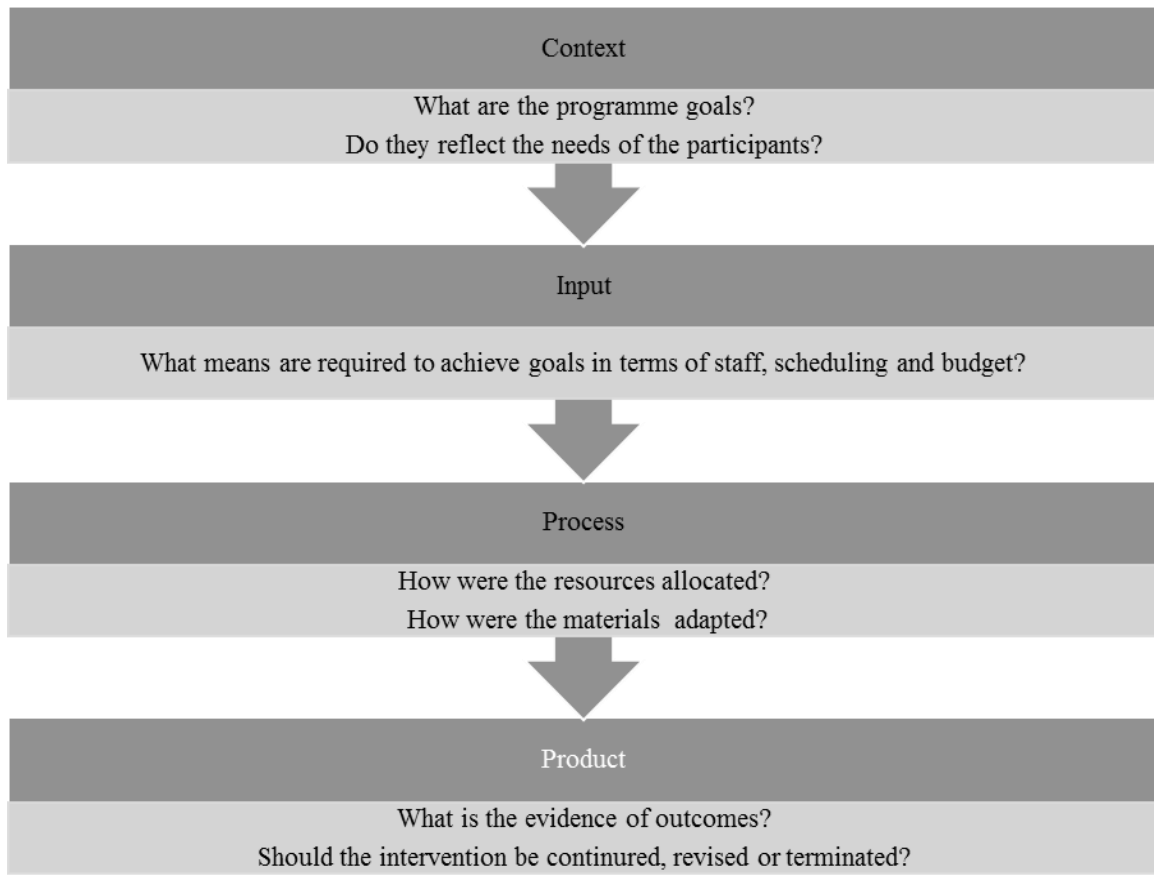 Context
What are the programme goals?
Do they reflect the needs of the participants?
Input
What means are required to achieve goals in terms of staff, scheduling and budget?
Process
How were the resources allocated?
How were the materials  adapted?
Product
What is the evidence of outcomes?
Should the intervention be continured, revised or terminated?